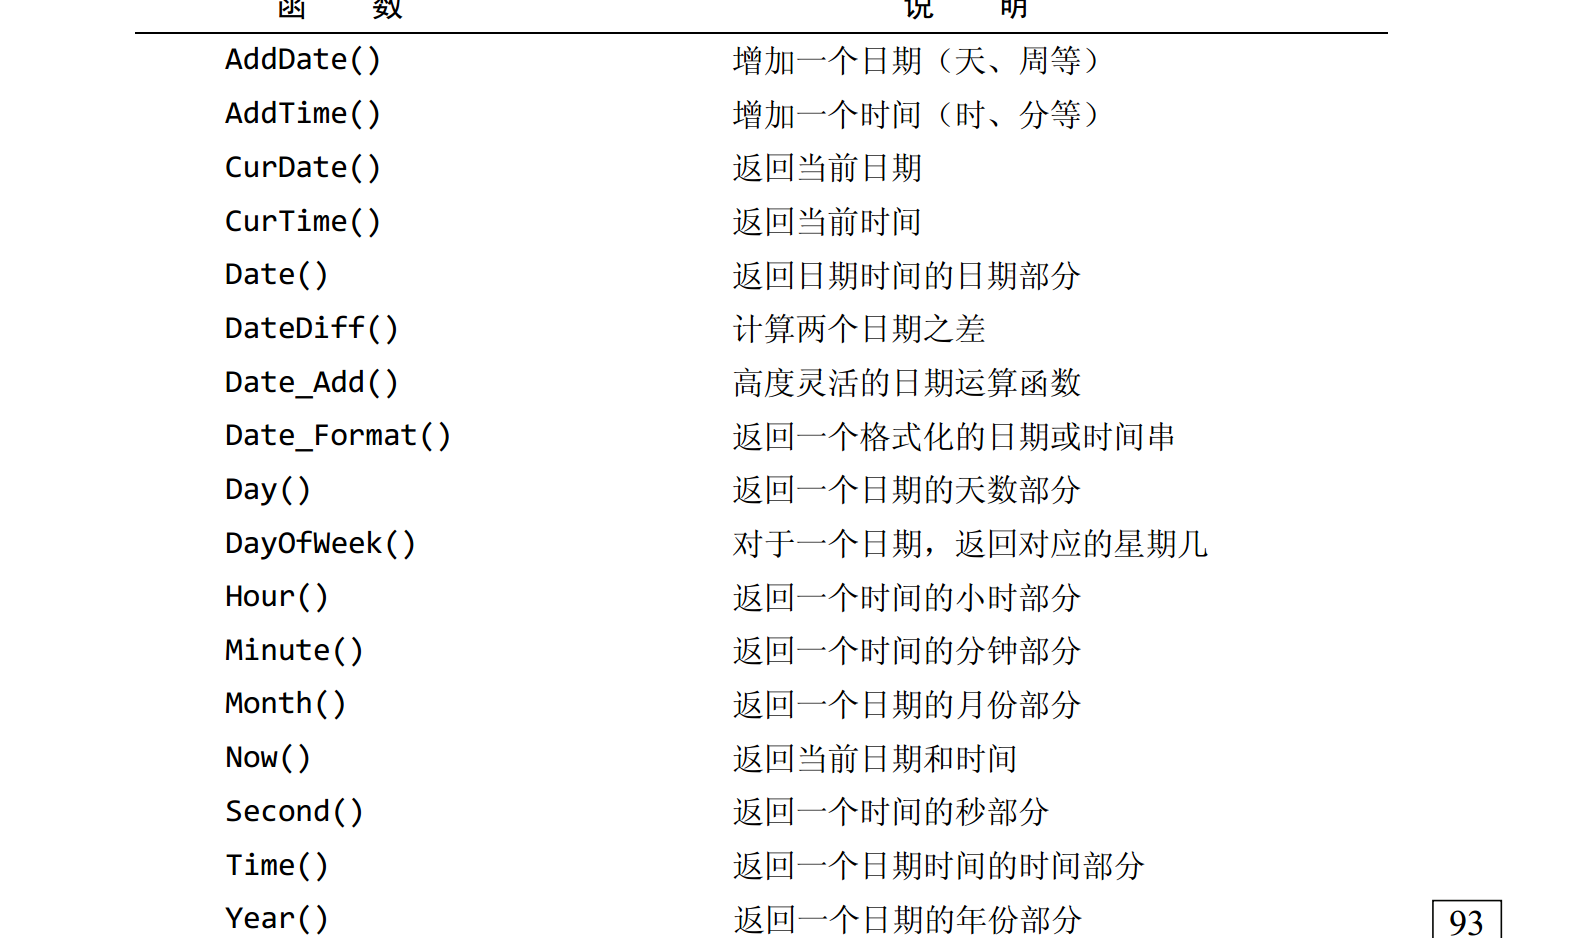 函 数 说 明
AddDate() 增加一个日期（天、周等）
AddTime() 增加一个时间（时、分等）
CurDate() 返回当前日期
CurTime() 返回当前时间
Date() 返回日期时间的日期部分
DateDiff() 计算两个日期之差
Date_Add() 高度灵活的日期运算函数
Date_Format() 返回一个格式化的日期或时间串
Day() 返回一个日期的天数部分
DayOfWeek() 对于一个日期，返回对应的星期几
Hour() 返回一个时间的小时部分
Minute() 返回一个时间的分钟部分
Month() 返回一个日期的月份部分
Now() 返回当前日期和时间
Second() 返回一个时间的秒部分
Time() 返回一个日期时间的时间部分
Year() 返回一个日期的年份部分
93